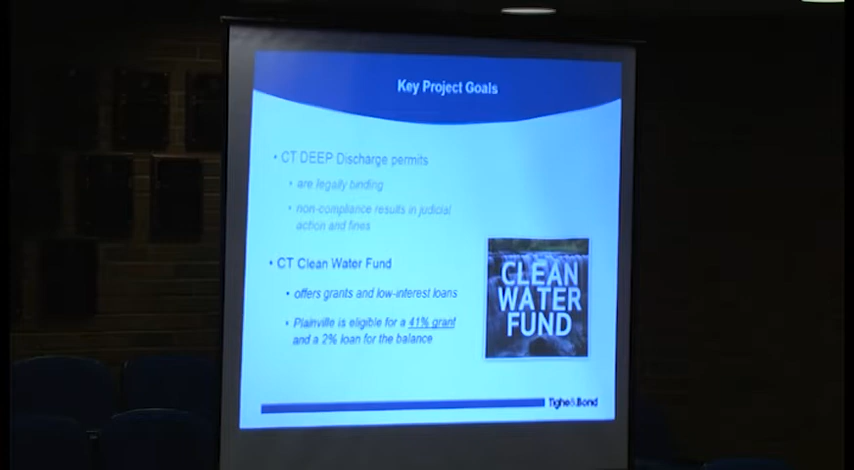 Key Project Goals
• CT DEEP Discharge permits
• are legally binding
• non-compliance results in judicial
action and fines
• CT Clean Water Fund
• offers grants and low-interest loans
• Plainville is eligible for a 41% grant
and a 2% loan for the balance
CLEAN
WATER
FUND
Tighe&Bond